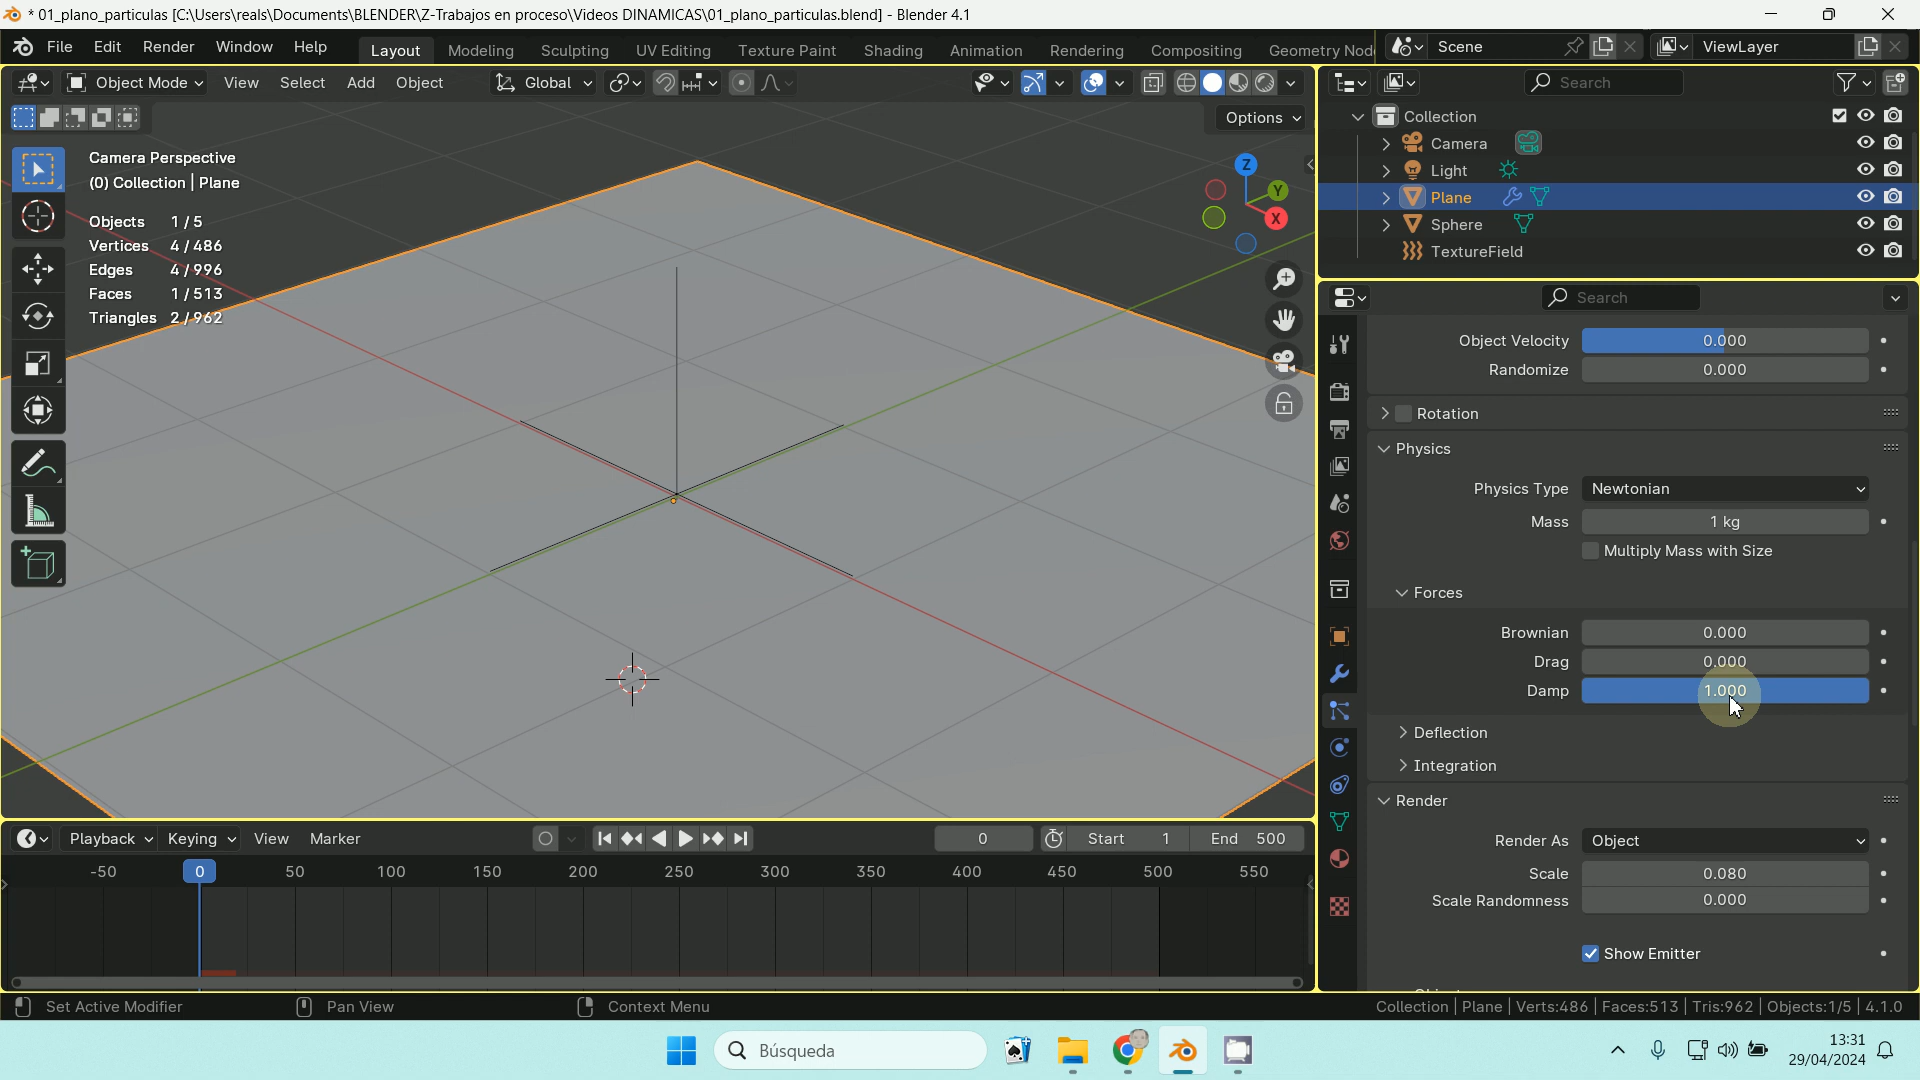 * 01_plano_particulas [C:\Users\reals\Documents\BLENDER\Z-Trabajos en proceso\Videos DINAMICAS\01_plano_particulas.blend] - Blender 4.1
File Edit Render Window Help Layout Modeling Sculpting UV Editing Texture Paint Shading Animation Rendering Compositing Geometry Nod Scene ViewLayer
Object Mode View Select Add Object Global Search
Options
Camera Perspective
(0) Collection | Plane
Objects 1/5
Vertices 4/486
Edges 4/996
Faces 1/513
Triangles 2/962
Z
Y
X
Collection
Camera
Light
Plane
Sphere
TextureField
Search
Object Velocity 0.000
Randomize 0.000
Rotation
Physics
Physics Type Newtonian
Mass 1 kg
Multiply Mass with Size
Forces
Brownian 0.000
Drag 0.000
Damp 1.000
Deflection
Integration
Render
Render As Object
Scale 0.080
Scale Randomness 0.000
Show Emitter
Playback Keying View Marker 0 Start 1 End 500
-50 0 50 100 150 200 250 300 350 400 450 500 550
Set Active Modifier Pan View Context Menu Collection | Plane | Verts:486 | Faces:513 | Tris:962 | Objects:1/5 | 4.1.0
Búsqueda
13:31
29/04/2024